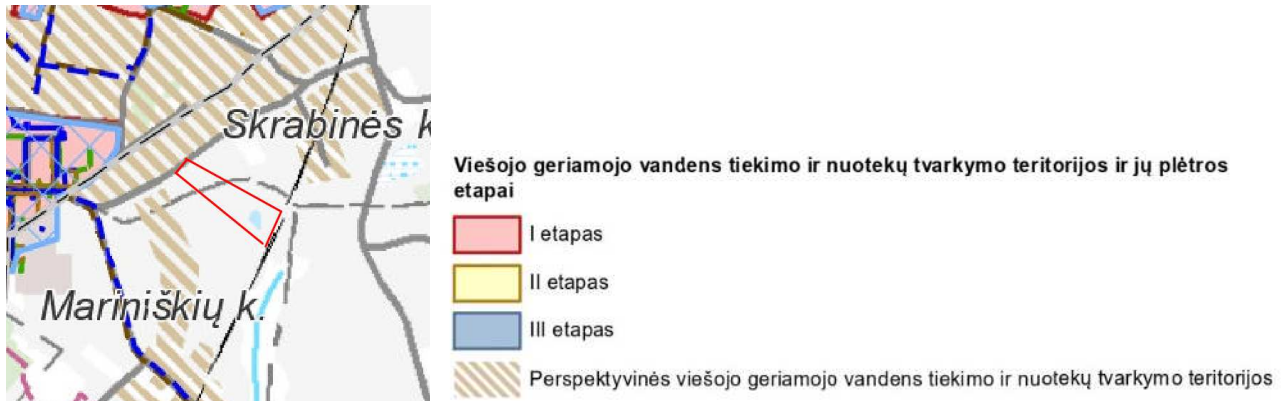 Skrabinės k
Mariniškių k.
Viešojo geriamojo vandens tiekimo ir nuotekų tvarkymo teritorijos ir jų plėtros
etapai
I etapas
II etapas
III etapas
Perspektyvinės viešojo geriamojo vandens tiekimo ir nuotekų tvarkymo teritorijos